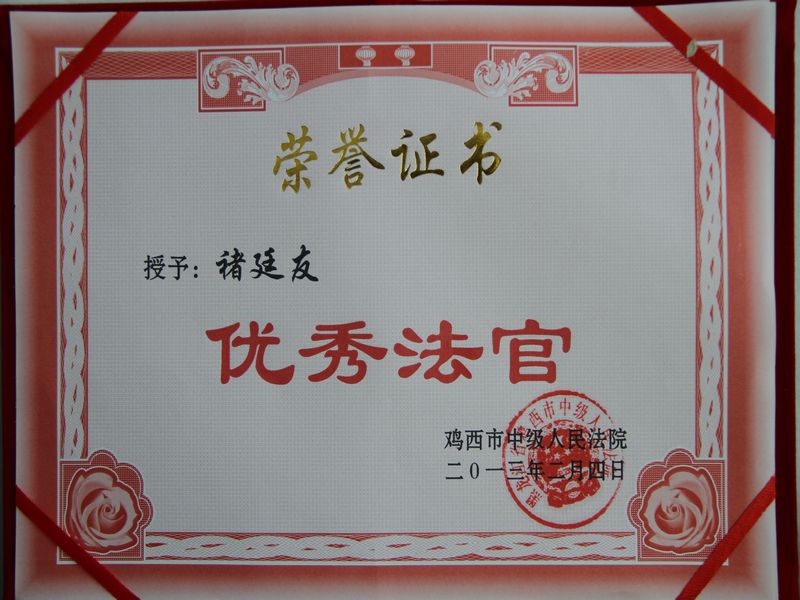 荣誉证书
授予：褚廷友
优秀法官
鸡西市中级人民法院
二0一三年二月四日